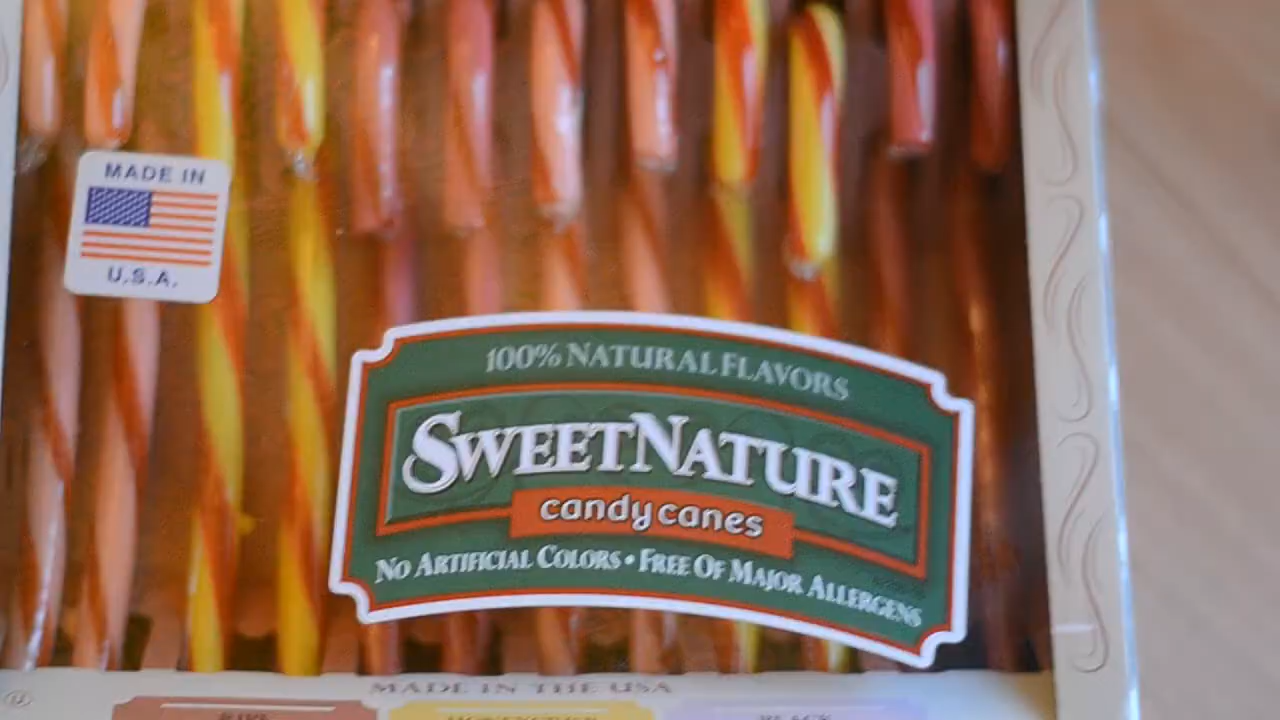 MADE IN
U.S.A.
100% NATURAL FLAVORS
SWEETNATURE
candy canes
NO ARTIFICIAL COLORS • FREE OF MAJOR ALLERGENS
MADE IN THE USA